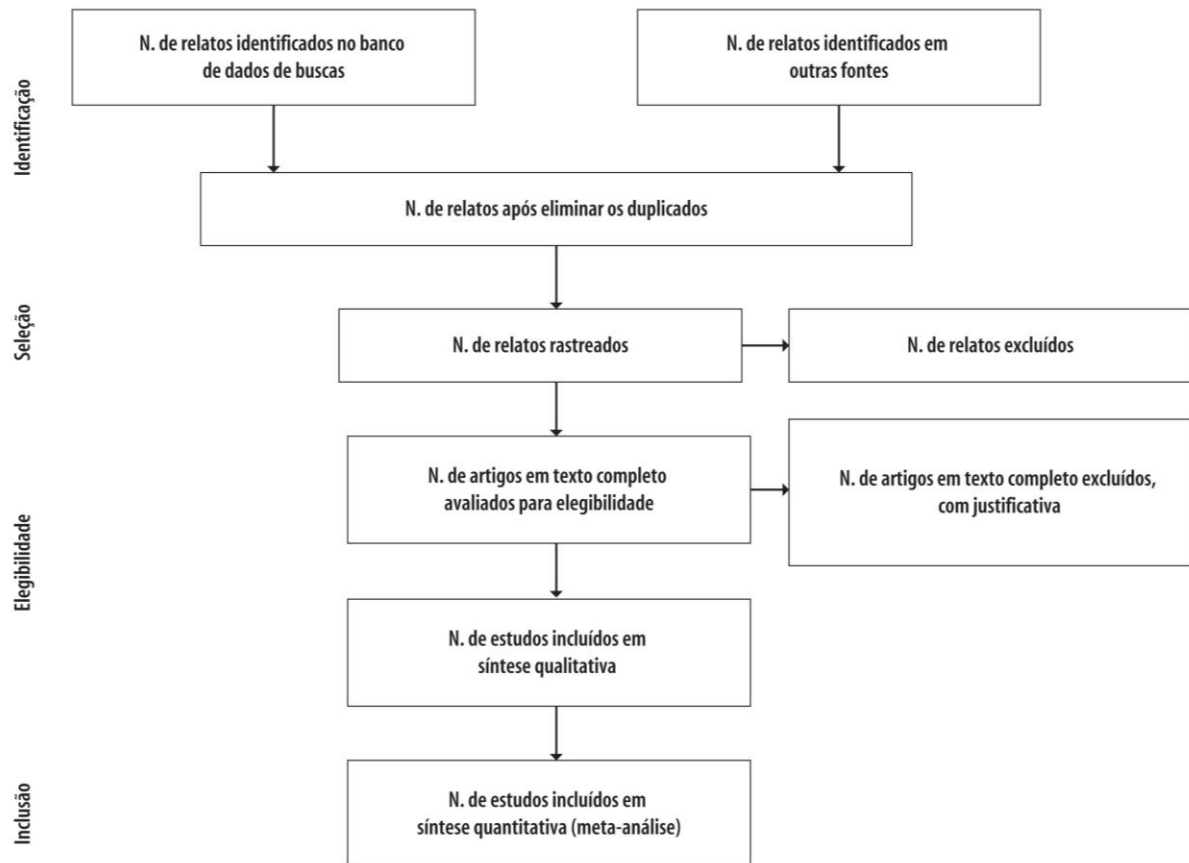 Identificação
N. de relatos identificados no banco
de dados de buscas
N. de relatos identificados em
outras fontes
N. de relatos após eliminar os duplicados
Seleção
N. de relatos rastreados
N. de relatos excluídos
Elegibilidade
N. de artigos em texto completo
avaliados para elegibilidade
N. de artigos em texto completo excluídos,
com justificativa
N. de estudos incluídos em
síntese qualitativa
Inclusão
N. de estudos incluídos em
síntese quantitativa (meta-análise)